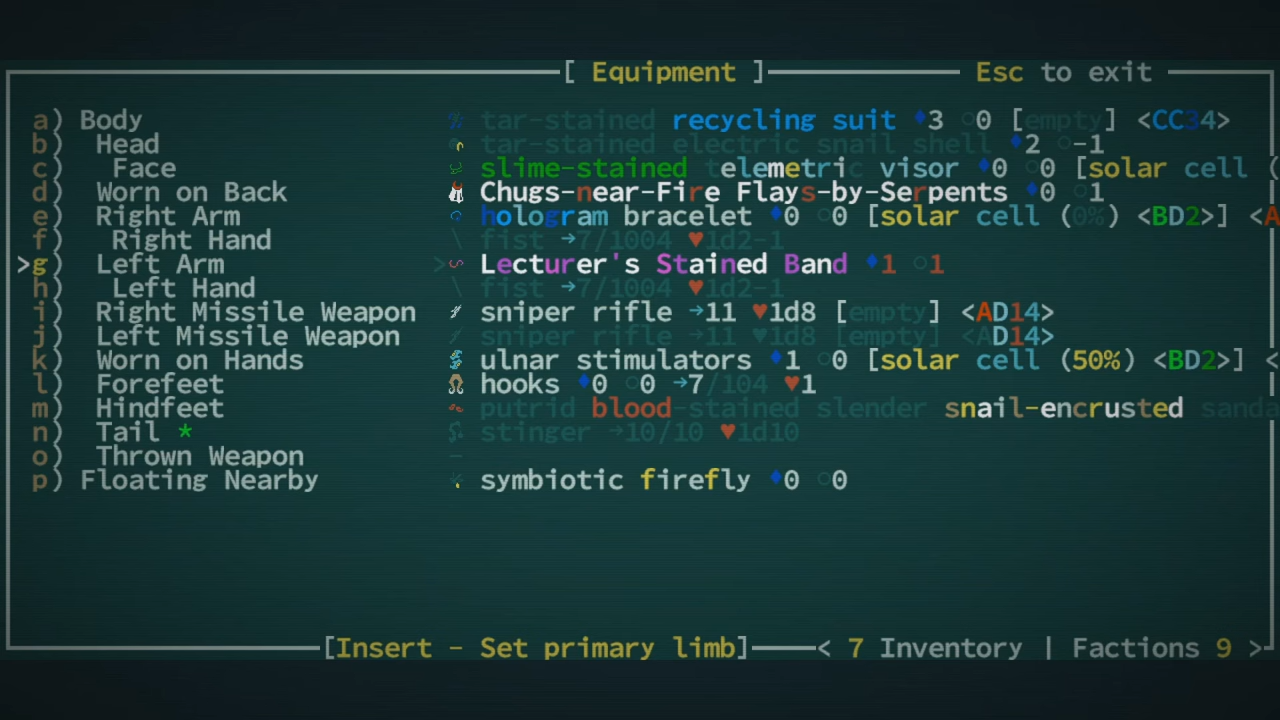 [ Equipment ] Esc to exit
a) Body tar-stained recycling suit ♦3 ○0 [empty] <CC34>
b) Head tar-stained electric snail shell ♦2 ○-1
c) Face slime-stained telemetric visor ♦0 ○0 [solar cell (
d) Worn on Back Chugs-near-Fire Flays-by-Serpents ♦0 ○1
e) Right Arm hologram bracelet ♦0 ○0 [solar cell (0%) <BD2>] <A
f) Right Hand \ fist →7/1004 ♥1d2-1
>g) Left Arm > Lecturer's Stained Band ♦1 ○1
h) Left Hand \ fist →7/1004 ♥1d2-1
i) Right Missile Weapon sniper rifle →11 ♥1d8 [empty] <AD14>
j) Left Missile Weapon sniper rifle →11 ♥1d8 [empty] <AD14>
k) Worn on Hands ulnar stimulators ♦1 ○0 [solar cell (50%) <BD2>] <
l) Forefeet hooks ♦0 ○0 →7/104 ♥1
m) Hindfeet putrid blood-stained slender snail-encrusted sanda
n) Tail * stinger →10/10 ♥1d10
o) Thrown Weapon –
p) Floating Nearby symbiotic firefly ♦0 ○0
[Insert - Set primary limb] < 7 Inventory | Factions 9 >